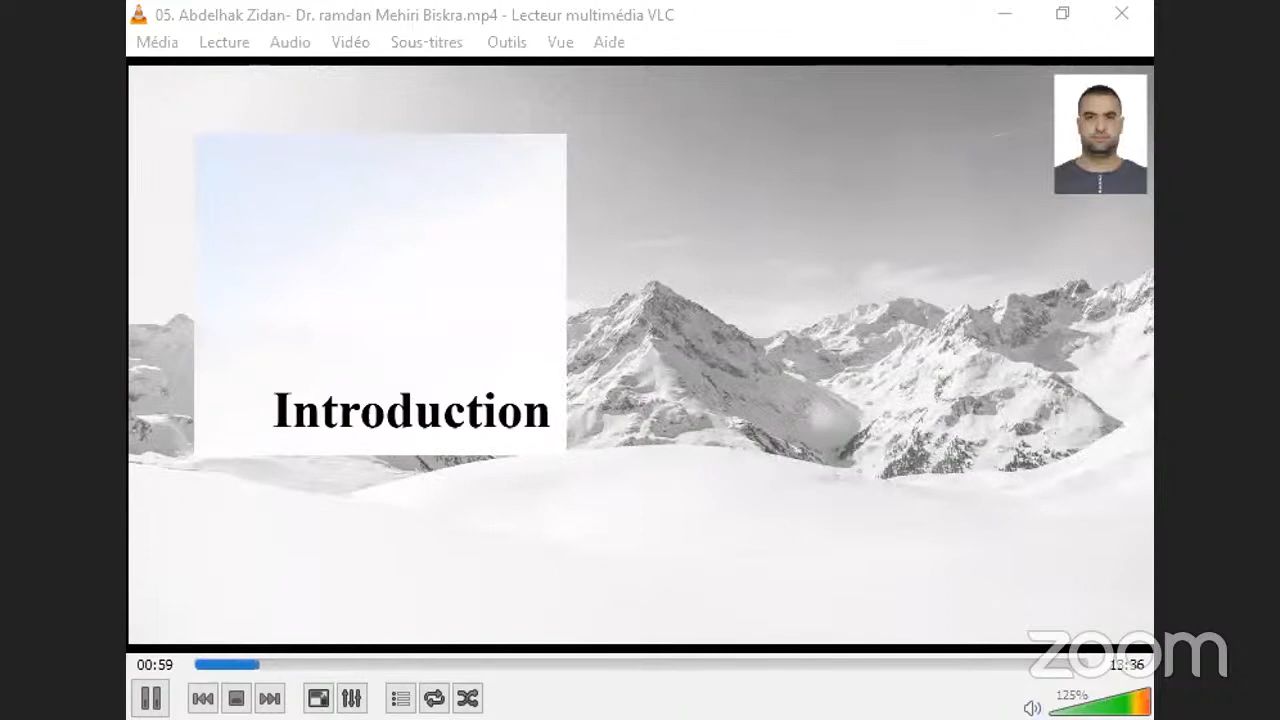 05. Abdelhak Zidan- Dr. ramdan Mehiri Biskra.mp4 - Lecteur multimédia VLC
Média Lecture Audio Vidéo Sous-titres Outils Vue Aide
Introduction
00:59
13:36
zoom
125%